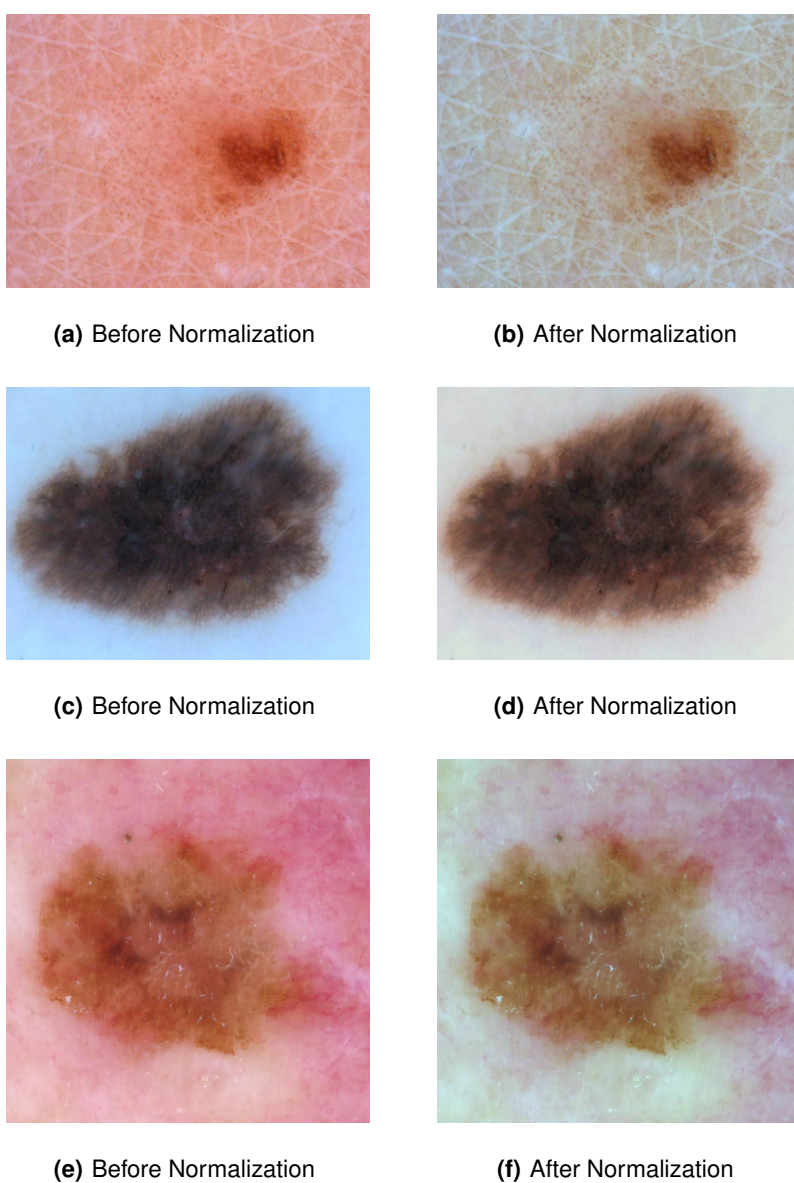 (a) Before Normalization
(b) After Normalization
(c) Before Normalization
(d) After Normalization
(e) Before Normalization
(f) After Normalization